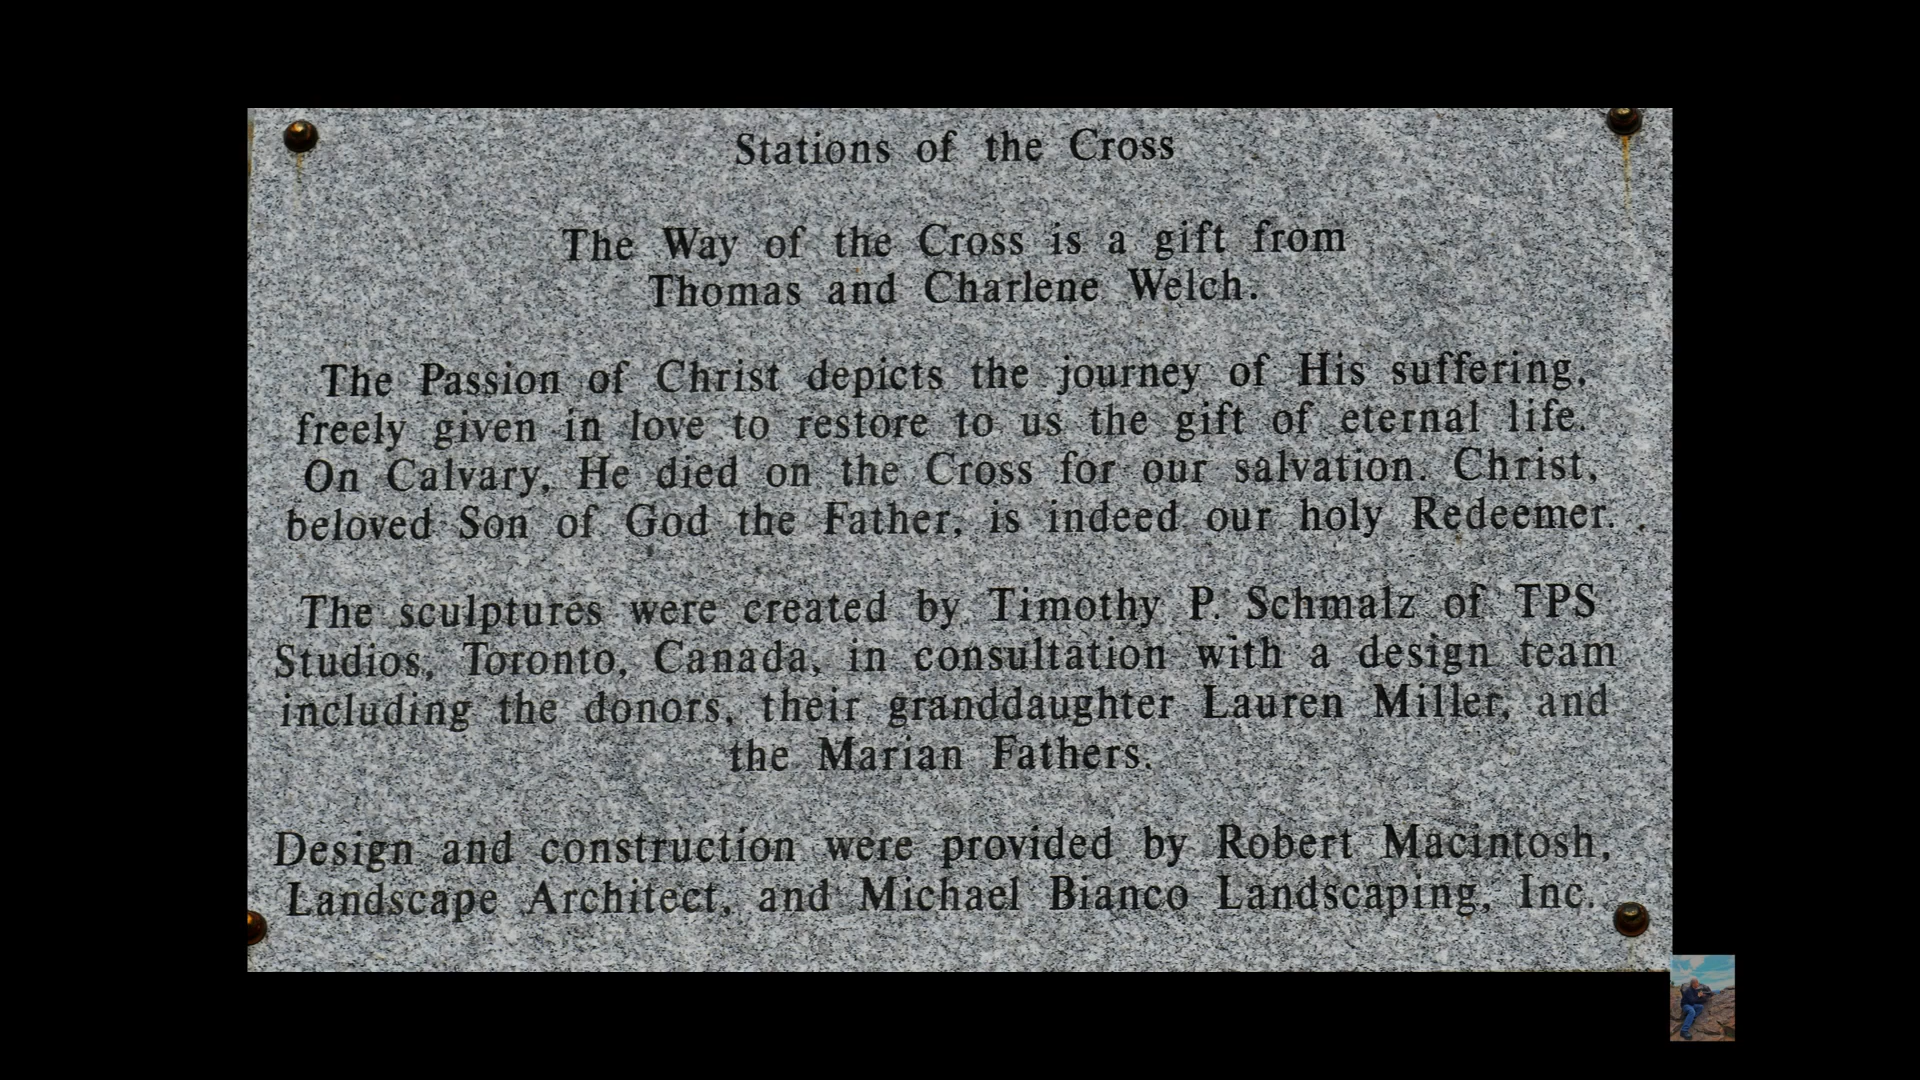 Stations of the Cross
The Way of the Cross is a gift from
Thomas and Charlene Welch.
The Passion of Christ depicts the journey of His suffering,
freely given in love to restore to us the gift of eternal life.
On Calvary, He died on the Cross for our salvation. Christ,
beloved Son of God the Father, is indeed our holy Redeemer.
The sculptures were created by Timothy P. Schmalz of TPS
Studios, Toronto, Canada, in consultation with a design team
including the donors, their granddaughter Lauren Miller, and
the Marian Fathers.
Design and construction were provided by Robert Macintosh,
Landscape Architect, and Michael Bianco Landscaping, Inc.